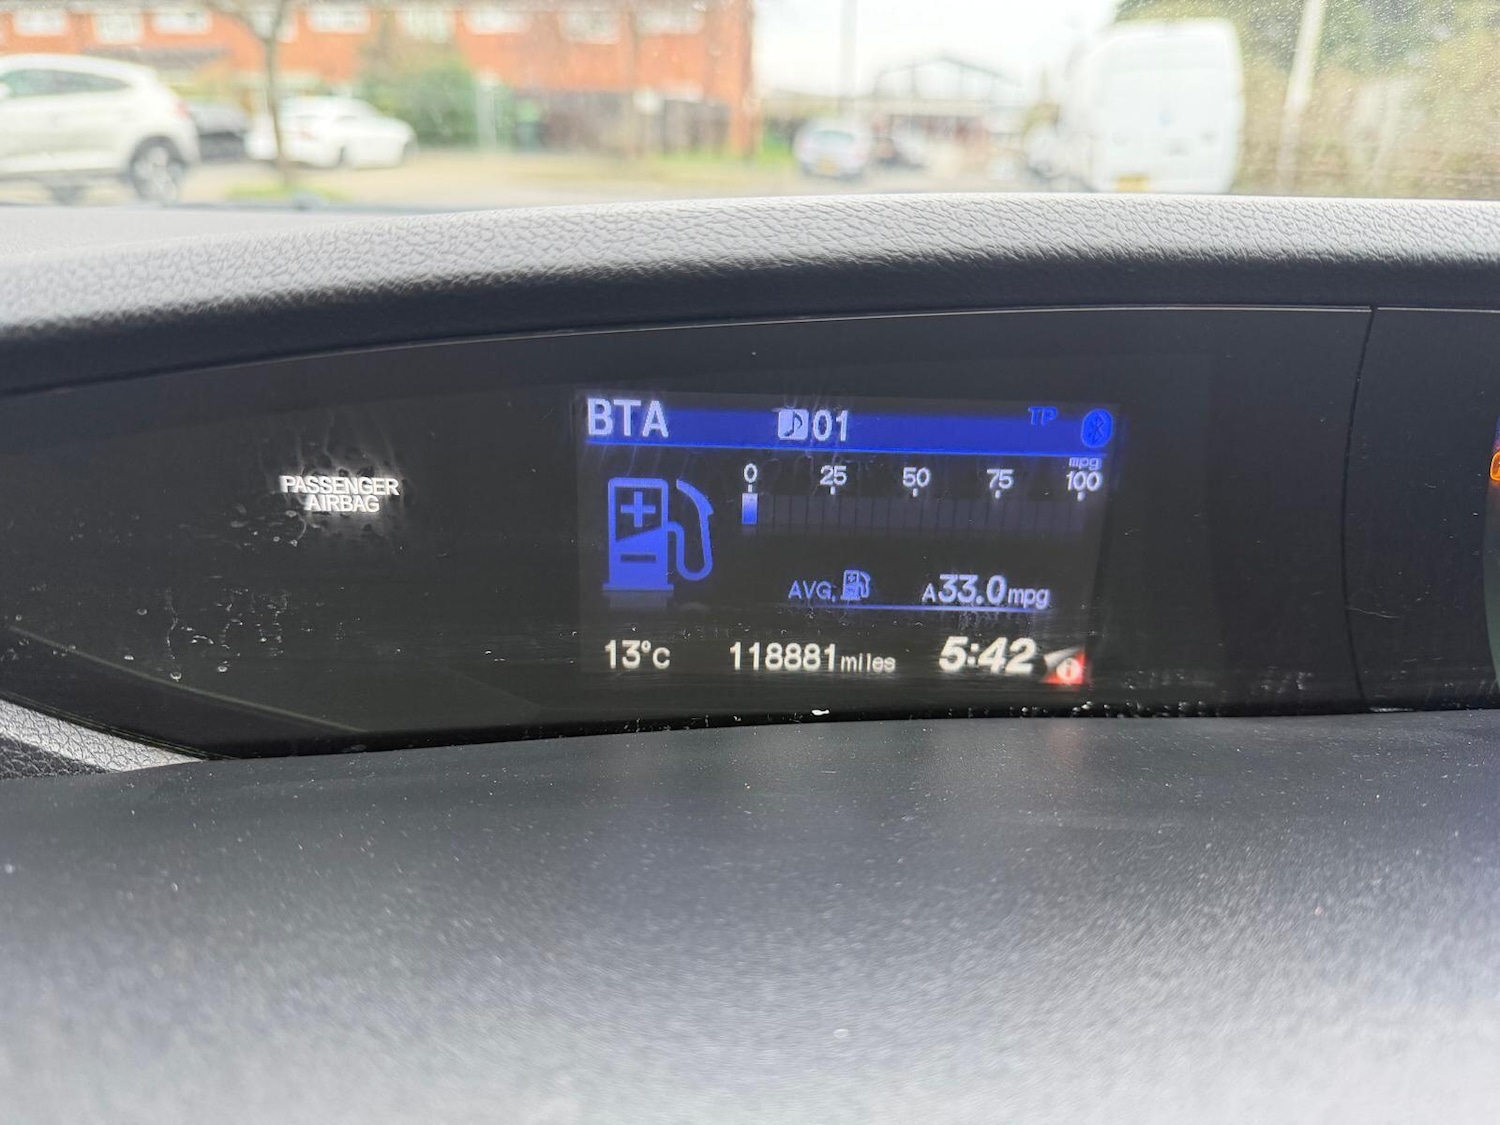 BTA 01 TP
mpg
0 25 50 75 100
PASSENGER
AIRBAG
AVG. A33.0mpg
13°C 118881miles 5:42 i